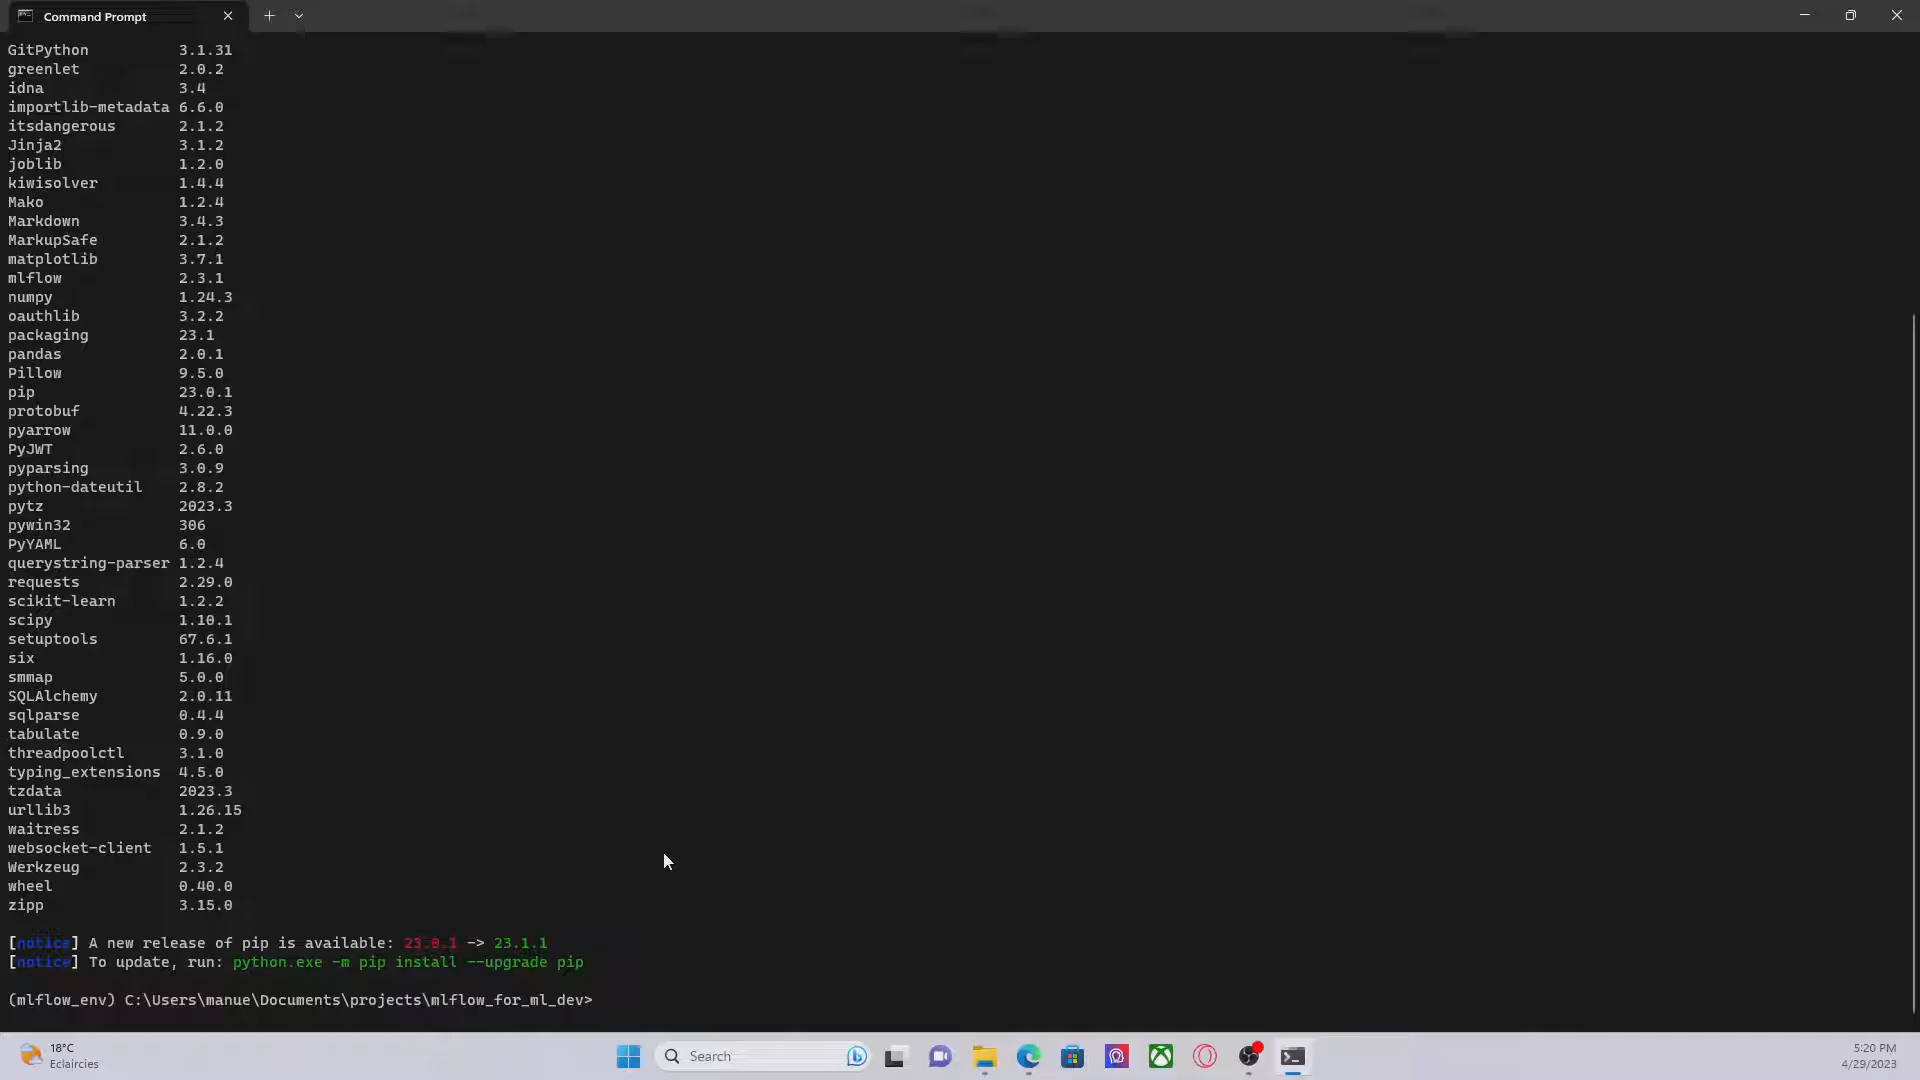 Command Prompt
GitPython 3.1.31
greenlet 2.0.2
idna 3.4
importlib-metadata 6.6.0
itsdangerous 2.1.2
Jinja2 3.1.2
joblib 1.2.0
kiwisolver 1.4.4
Mako 1.2.4
Markdown 3.4.3
MarkupSafe 2.1.2
matplotlib 3.7.1
mlflow 2.3.1
numpy 1.24.3
oauthlib 3.2.2
packaging 23.1
pandas 2.0.1
Pillow 9.5.0
pip 23.0.1
protobuf 4.22.3
pyarrow 11.0.0
PyJWT 2.6.0
pyparsing 3.0.9
python-dateutil 2.8.2
pytz 2023.3
pywin32 306
PyYAML 6.0
querystring-parser 1.2.4
requests 2.29.0
scikit-learn 1.2.2
scipy 1.10.1
setuptools 67.6.1
six 1.16.0
smmap 5.0.0
SQLAlchemy 2.0.11
sqlparse 0.4.4
tabulate 0.9.0
threadpoolctl 3.1.0
typing_extensions 4.5.0
tzdata 2023.3
urllib3 1.26.15
waitress 2.1.2
websocket-client 1.5.1
Werkzeug 2.3.2
wheel 0.40.0
zipp 3.15.0
[notice] A new release of pip is available: 23.0.1 -> 23.1.1
[notice] To update, run: python.exe -m pip install --upgrade pip
(mlflow_env) C:\Users\manue\Documents\projects\mlflow_for_ml_dev>
18°C
Eclaircies
Search
5:20 PM
4/29/2023